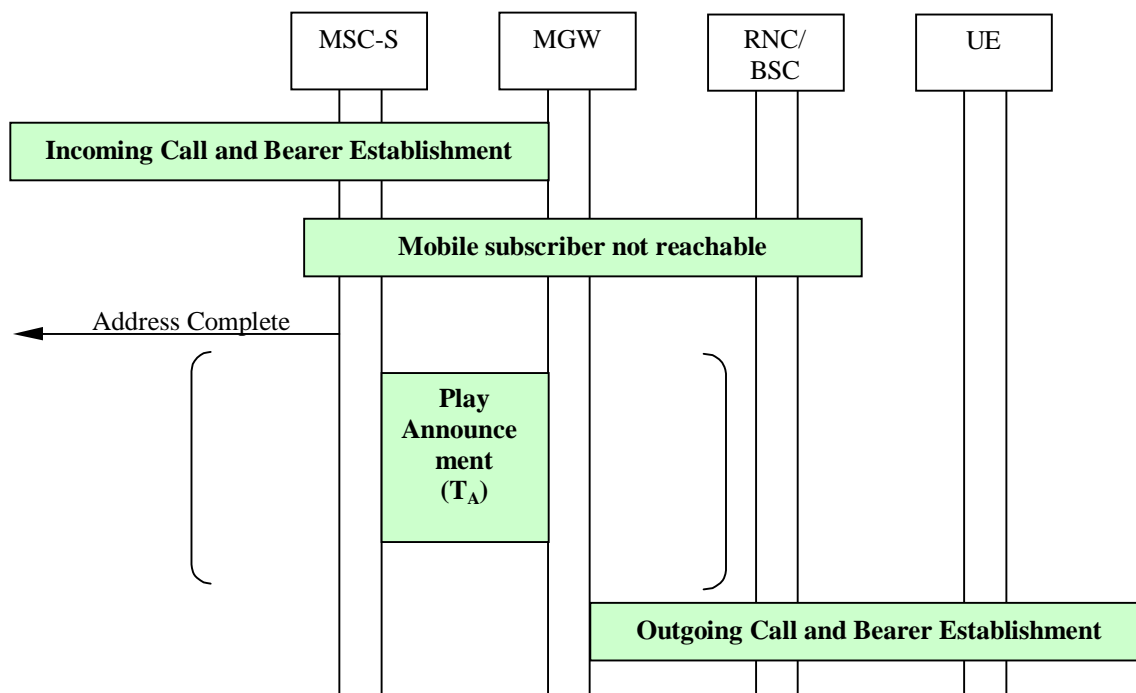 MSC-S
MGW
RNC/
BSC
UE
Incoming Call and Bearer Establishment
Mobile subscriber not reachable
Address Complete
Play
Announce
ment
(TA)
Outgoing Call and Bearer Establishment